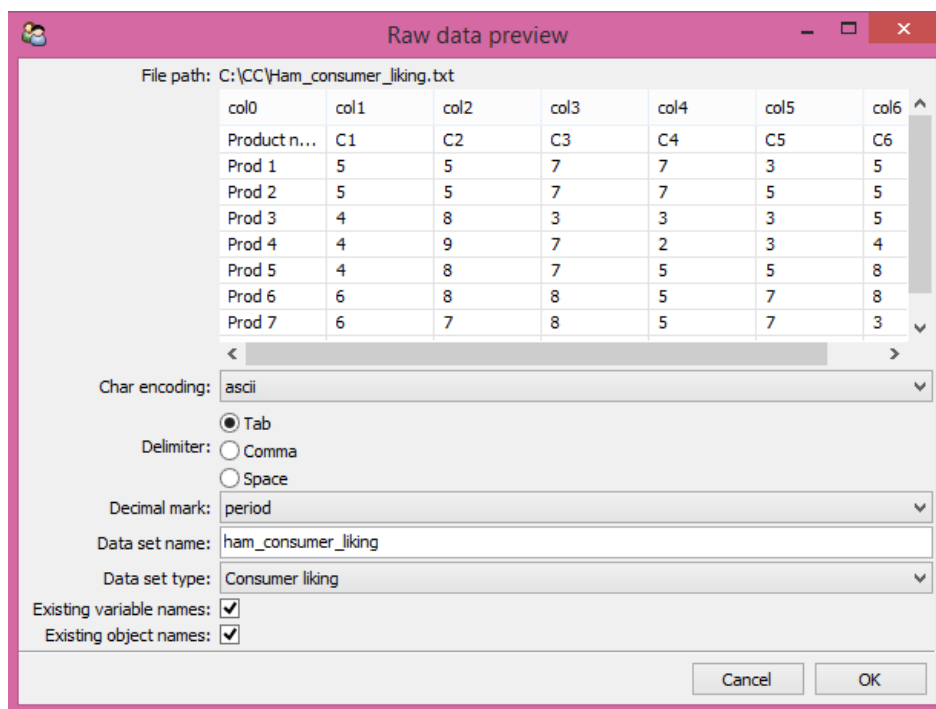 Raw data preview
File path: C:\CC\Ham_consumer_liking.txt
col0 col1 col2 col3 col4 col5 col6
Product n... C1 C2 C3 C4 C5 C6
Prod 1 5 5 7 7 3 5
Prod 2 5 5 7 7 5 5
Prod 3 4 8 3 3 3 5
Prod 4 4 9 7 2 3 4
Prod 5 4 8 7 5 5 8
Prod 6 6 8 8 5 7 8
Prod 7 6 7 8 5 7 3
Char encoding: ascii
Tab
Delimiter: Comma
Space
Decimal mark: period
Data set name: ham_consumer_liking
Data set type: Consumer liking
Existing variable names:
Existing object names:
Cancel OK